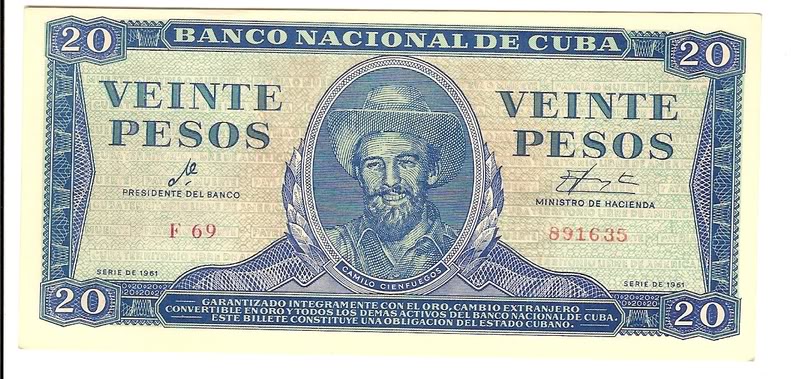 20
BANCO NACIONAL DE CUBA
20
VEINTE
PESOS
VEINTE
PESOS
PRESIDENTE DEL BANCO
MINISTRO DE HACIENDA
F 69
891635
SERIE DE 1961
CAMILO CIENFUEGOS
SERIE DE 1961
20
GARANTIZADO INTEGRAMENTE CON EL ORO, CAMBIO EXTRANJERO
CONVERTIBLE EN ORO Y TODOS LOS DEMAS ACTIVOS DEL BANCO NACIONAL DE CUBA.
ESTE BILLETE CONSTITUYE UNA OBLIGACION DEL ESTADO CUBANO.
20